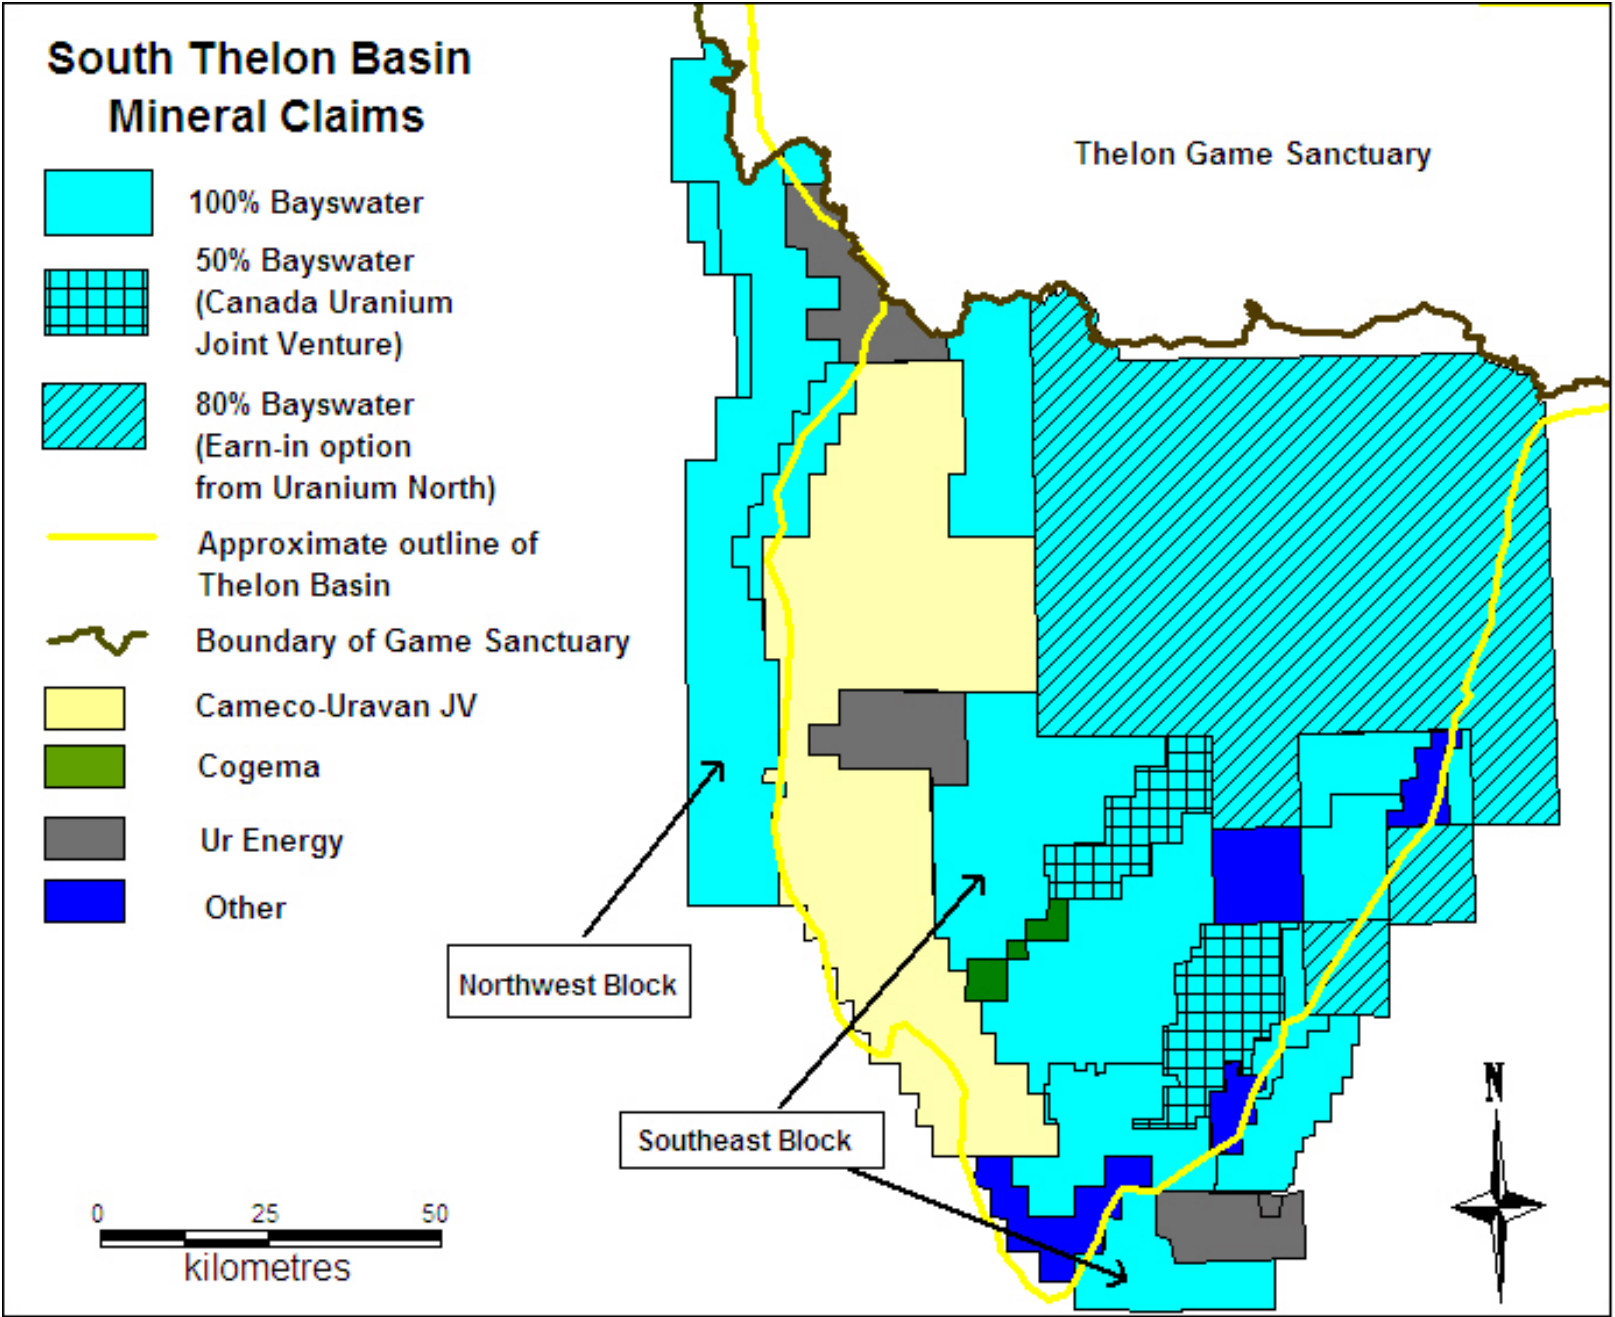 South Thelon Basin
Mineral Claims
100% Bayswater
50% Bayswater
(Canada Uranium
Joint Venture)
80% Bayswater
(Earn-in option
from Uranium North)
Approximate outline of
Thelon Basin
Boundary of Game Sanctuary
Cameco-Uravan JV
Cogema
Ur Energy
Other
Thelon Game Sanctuary
Northwest Block
Southeast Block
N
0 25 50
kilometres